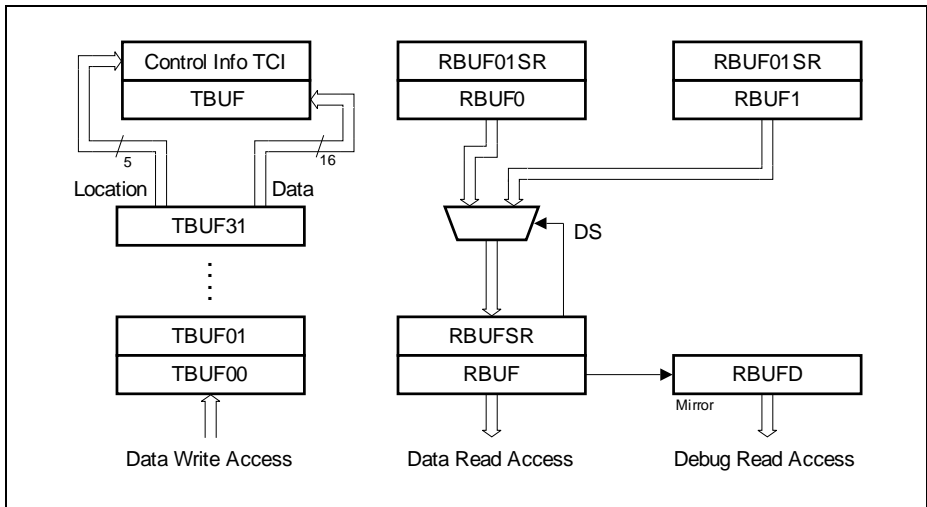 Control Info TCI
TBUF
5
16
Location
Data
TBUF31
TBUF01
TBUF00
Data Write Access
RBUF01SR
RBUF0
RBUF01SR
RBUF1
DS
RBUFSR
RBUF
Mirror
RBUFD
Data Read Access
Debug Read Access